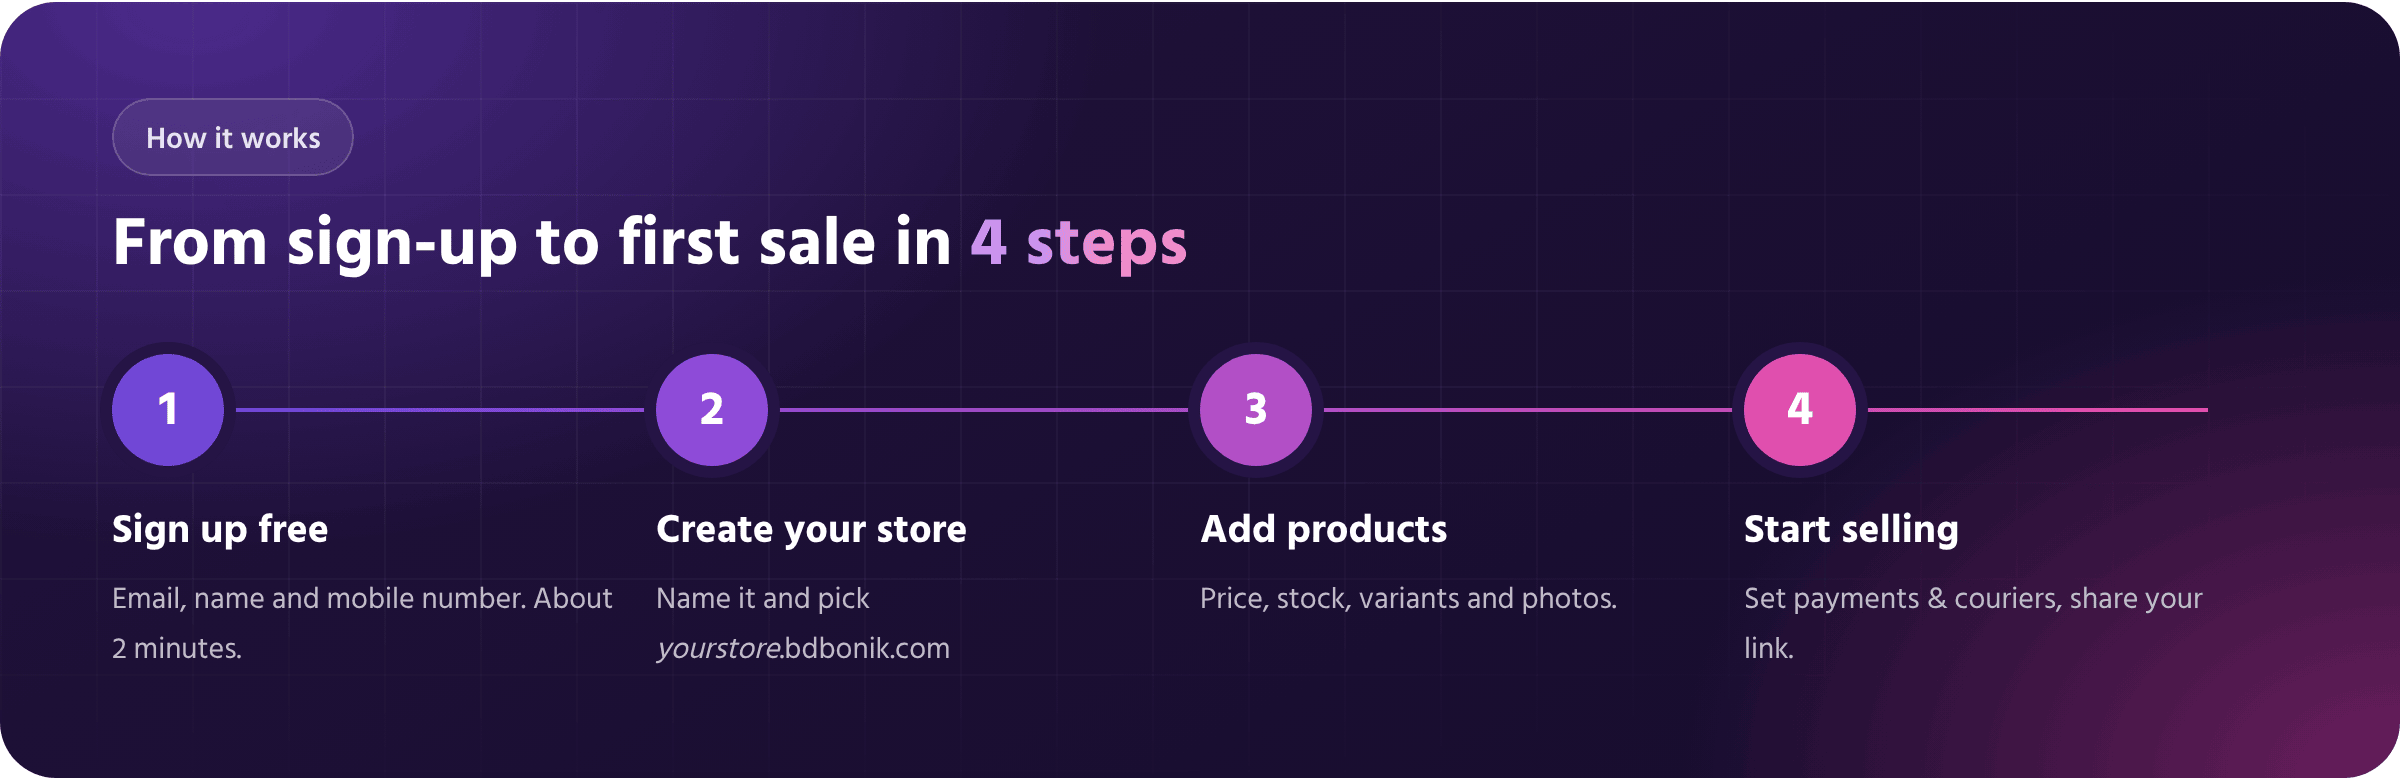 How it works
From sign-up to first sale in 4 steps
1
2
3
4
Sign up free
Email, name and mobile number. About
2 minutes.
Create your store
Name it and pick
yourstore.bdbonik.com
Add products
Price, stock, variants and photos.
Start selling
Set payments & couriers, share your
link.